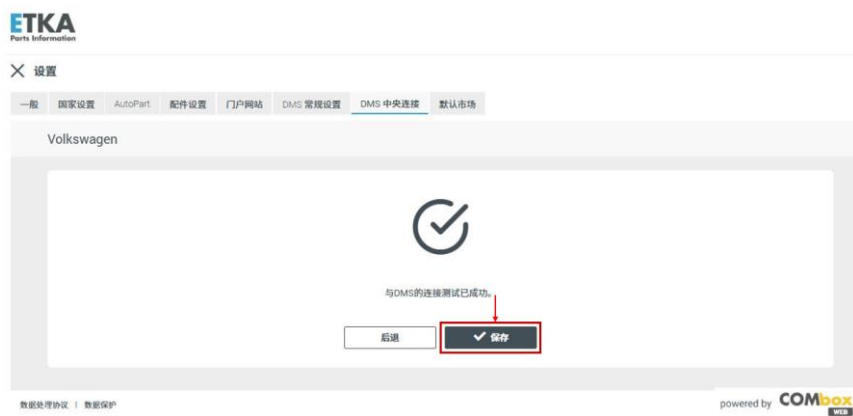 ETKA
Parts Information
设置
一般 国家设置 AutoPart 配件设置 门户网站 DMS 常规设置 DMS 中央连接 默认市场
Volkswagen
与DMS的连接测试已成功。
后退 保存
数据处理协议 | 数据保护 powered by COMbox
WEB